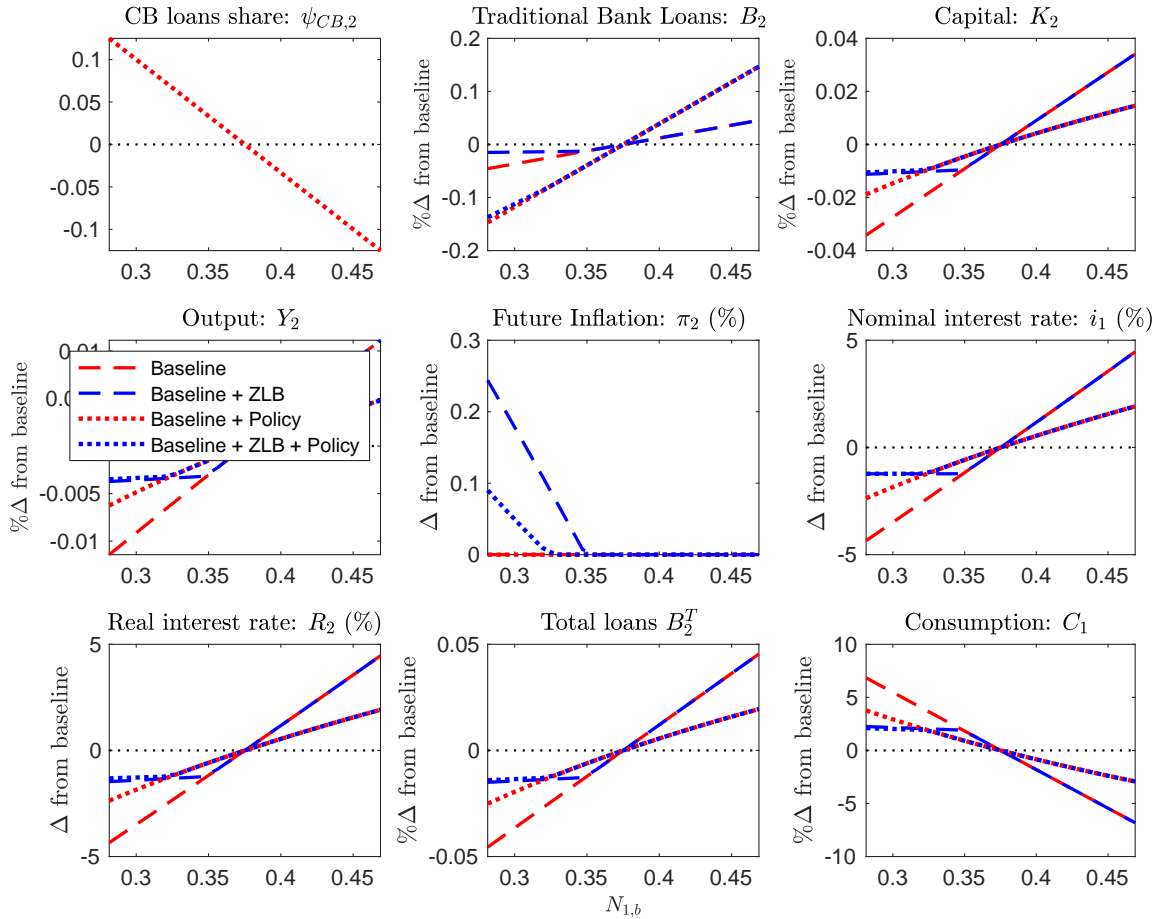 CB loans share: ψ_{CB,2}
0.1
0.05
0
-0.05
-0.1
0.3 0.35 0.4 0.45
Traditional Bank Loans: B_2
%Δ from baseline
0.2
0.1
0
-0.1
-0.2
0.3 0.35 0.4 0.45
Capital: K_2
%Δ from baseline
0.04
0.02
0
-0.02
-0.04
0.3 0.35 0.4 0.45
Output: Y_2
%Δ from baseline
-0.005
-0.01
0.3 0.35 0.4 0.45
Baseline
Baseline + ZLB
Baseline + Policy
Baseline + ZLB + Policy
Future Inflation: π_2 (%)
Δ from baseline
0.3
0.2
0.1
0
0.3 0.35 0.4 0.45
Nominal interest rate: i_1 (%)
Δ from baseline
5
0
-5
0.3 0.35 0.4 0.45
Real interest rate: R_2 (%)
Δ from baseline
5
0
-5
0.3 0.35 0.4 0.45
Total loans B_2^T
%Δ from baseline
0.05
0
-0.05
0.3 0.35 0.4 0.45
N_{1,b}
Consumption: C_1
%Δ from baseline
10
5
0
-5
-10
0.3 0.35 0.4 0.45